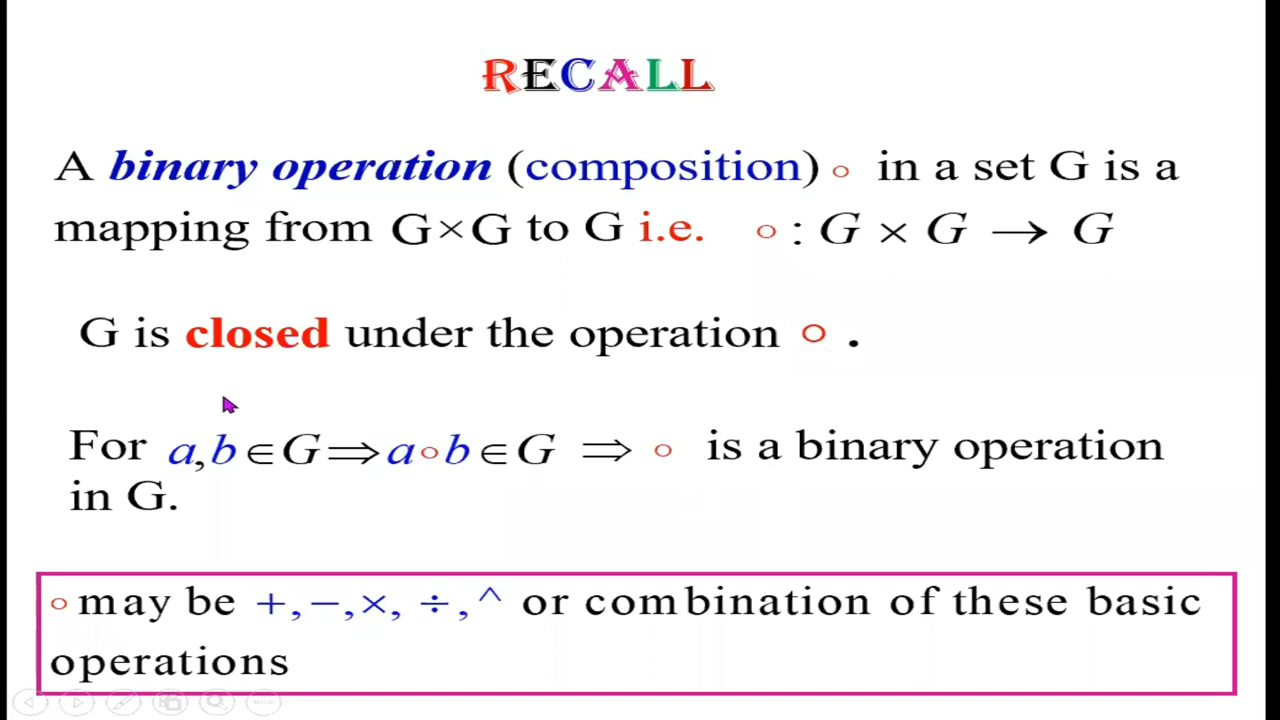 RECALL
A binary operation (composition) ∘ in a set G is a
mapping from G×G to G i.e. ∘ : G × G → G
G is closed under the operation ∘ .
For a,b ∈ G ⇒ a∘b ∈ G ⇒ ∘ is a binary operation
in G.
∘ may be +,−,×, ÷,^ or combination of these basic
operations